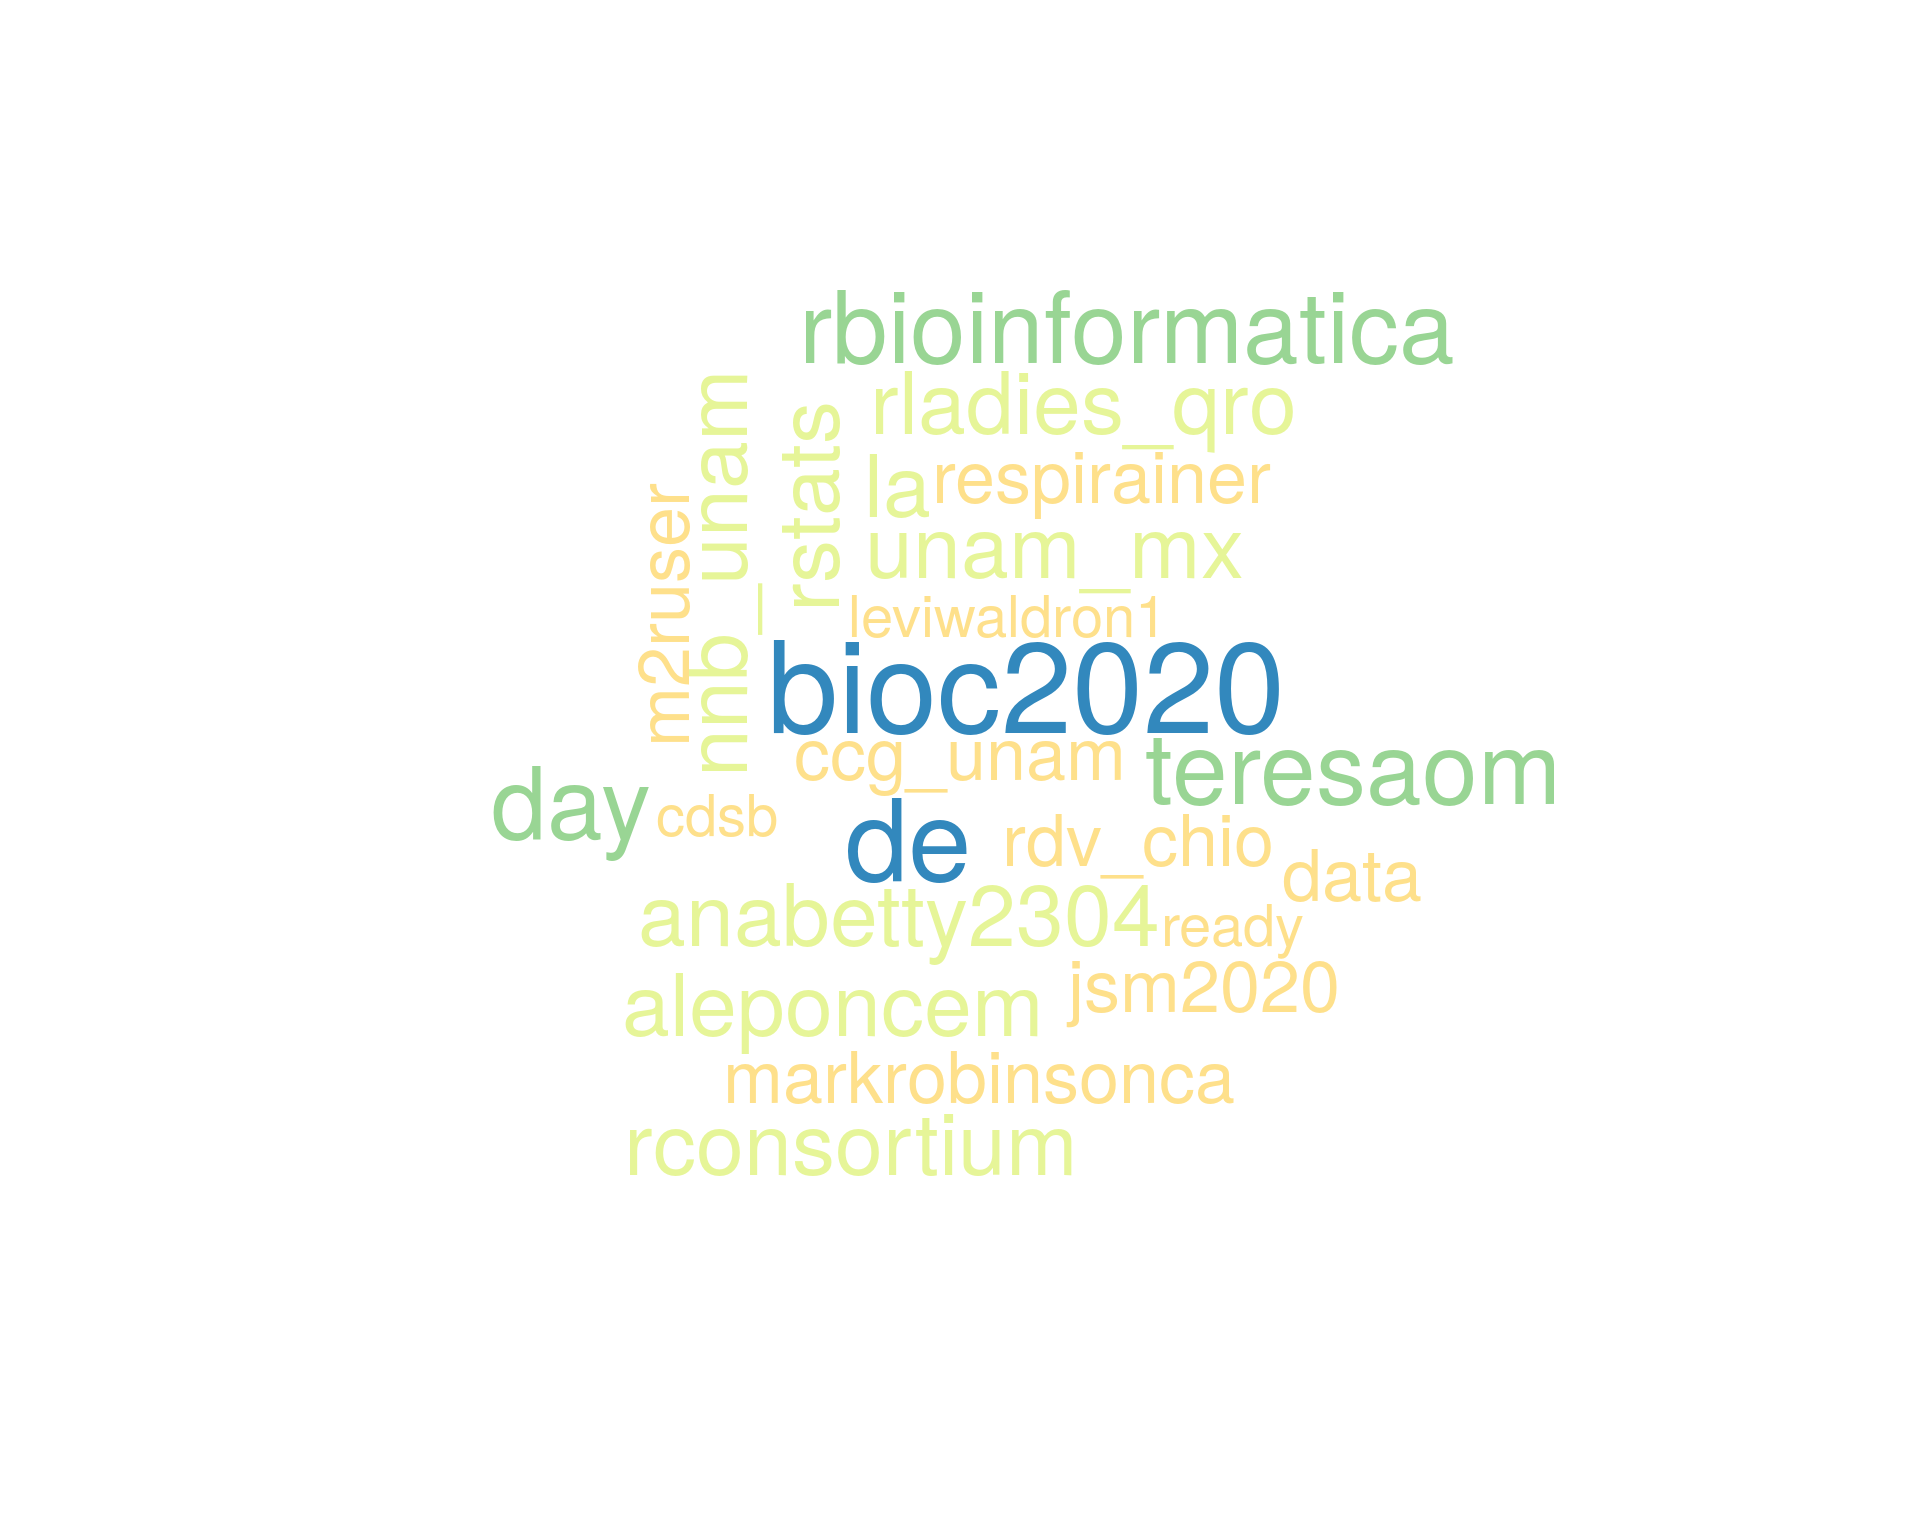 rbioinformatica
rladies_qro
nnb_unam
rstats
la
respirainer
m2ruser
unam_mx
leviwaldron1
bioc2020
ccg_unam
teresaom
day
cdsb
de
rdv_chio
data
anabetty2304
ready
aleponcem
jsm2020
markrobinsonca
rconsortium